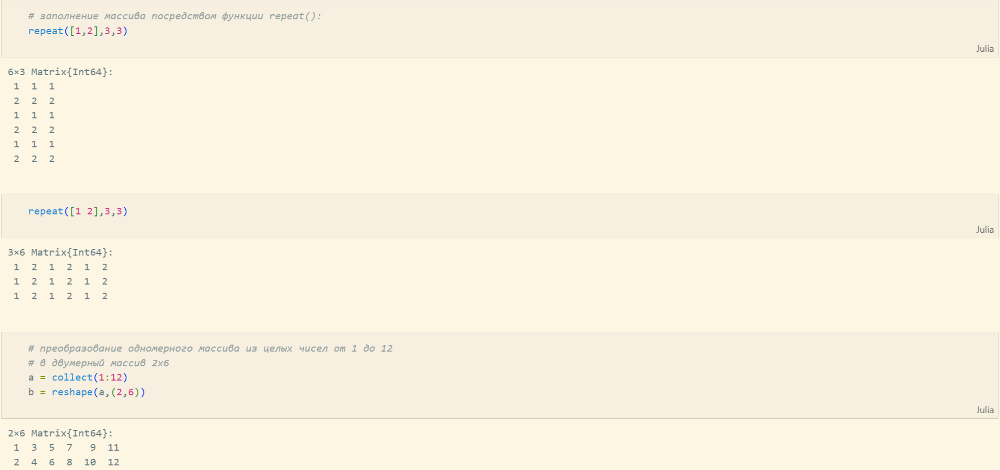 # заполнение массива посредством функции repeat():
repeat([1,2],3,3)
Julia
6×3 Matrix{Int64}:
1 1 1
2 2 2
1 1 1
2 2 2
1 1 1
2 2 2
repeat([1 2],3,3)
Julia
3×6 Matrix{Int64}:
1 2 1 2 1 2
1 2 1 2 1 2
1 2 1 2 1 2
# преобразование одномерного массива из целых чисел от 1 до 12
# в двумерный массив 2x6
a = collect(1:12)
b = reshape(a,(2,6))
Julia
2×6 Matrix{Int64}:
1 3 5 7 9 11
2 4 6 8 10 12